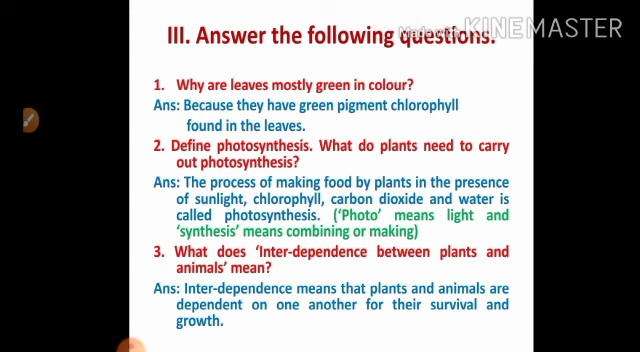 III. Answer the following questions.
Made with KINEMASTER
1. Why are leaves mostly green in colour?
Ans: Because they have green pigment chlorophyll
found in the leaves.
2. Define photosynthesis. What do plants need to carry
out photosynthesis?
Ans: The process of making food by plants in the presence
of sunlight, chlorophyll, carbon dioxide and water is
called photosynthesis. (‘Photo’ means light and
‘synthesis’ means combining or making)
3. What does ‘Inter-dependence between plants and
animals’ mean?
Ans: Inter-dependence means that plants and animals are
dependent on one another for their survival and
growth.